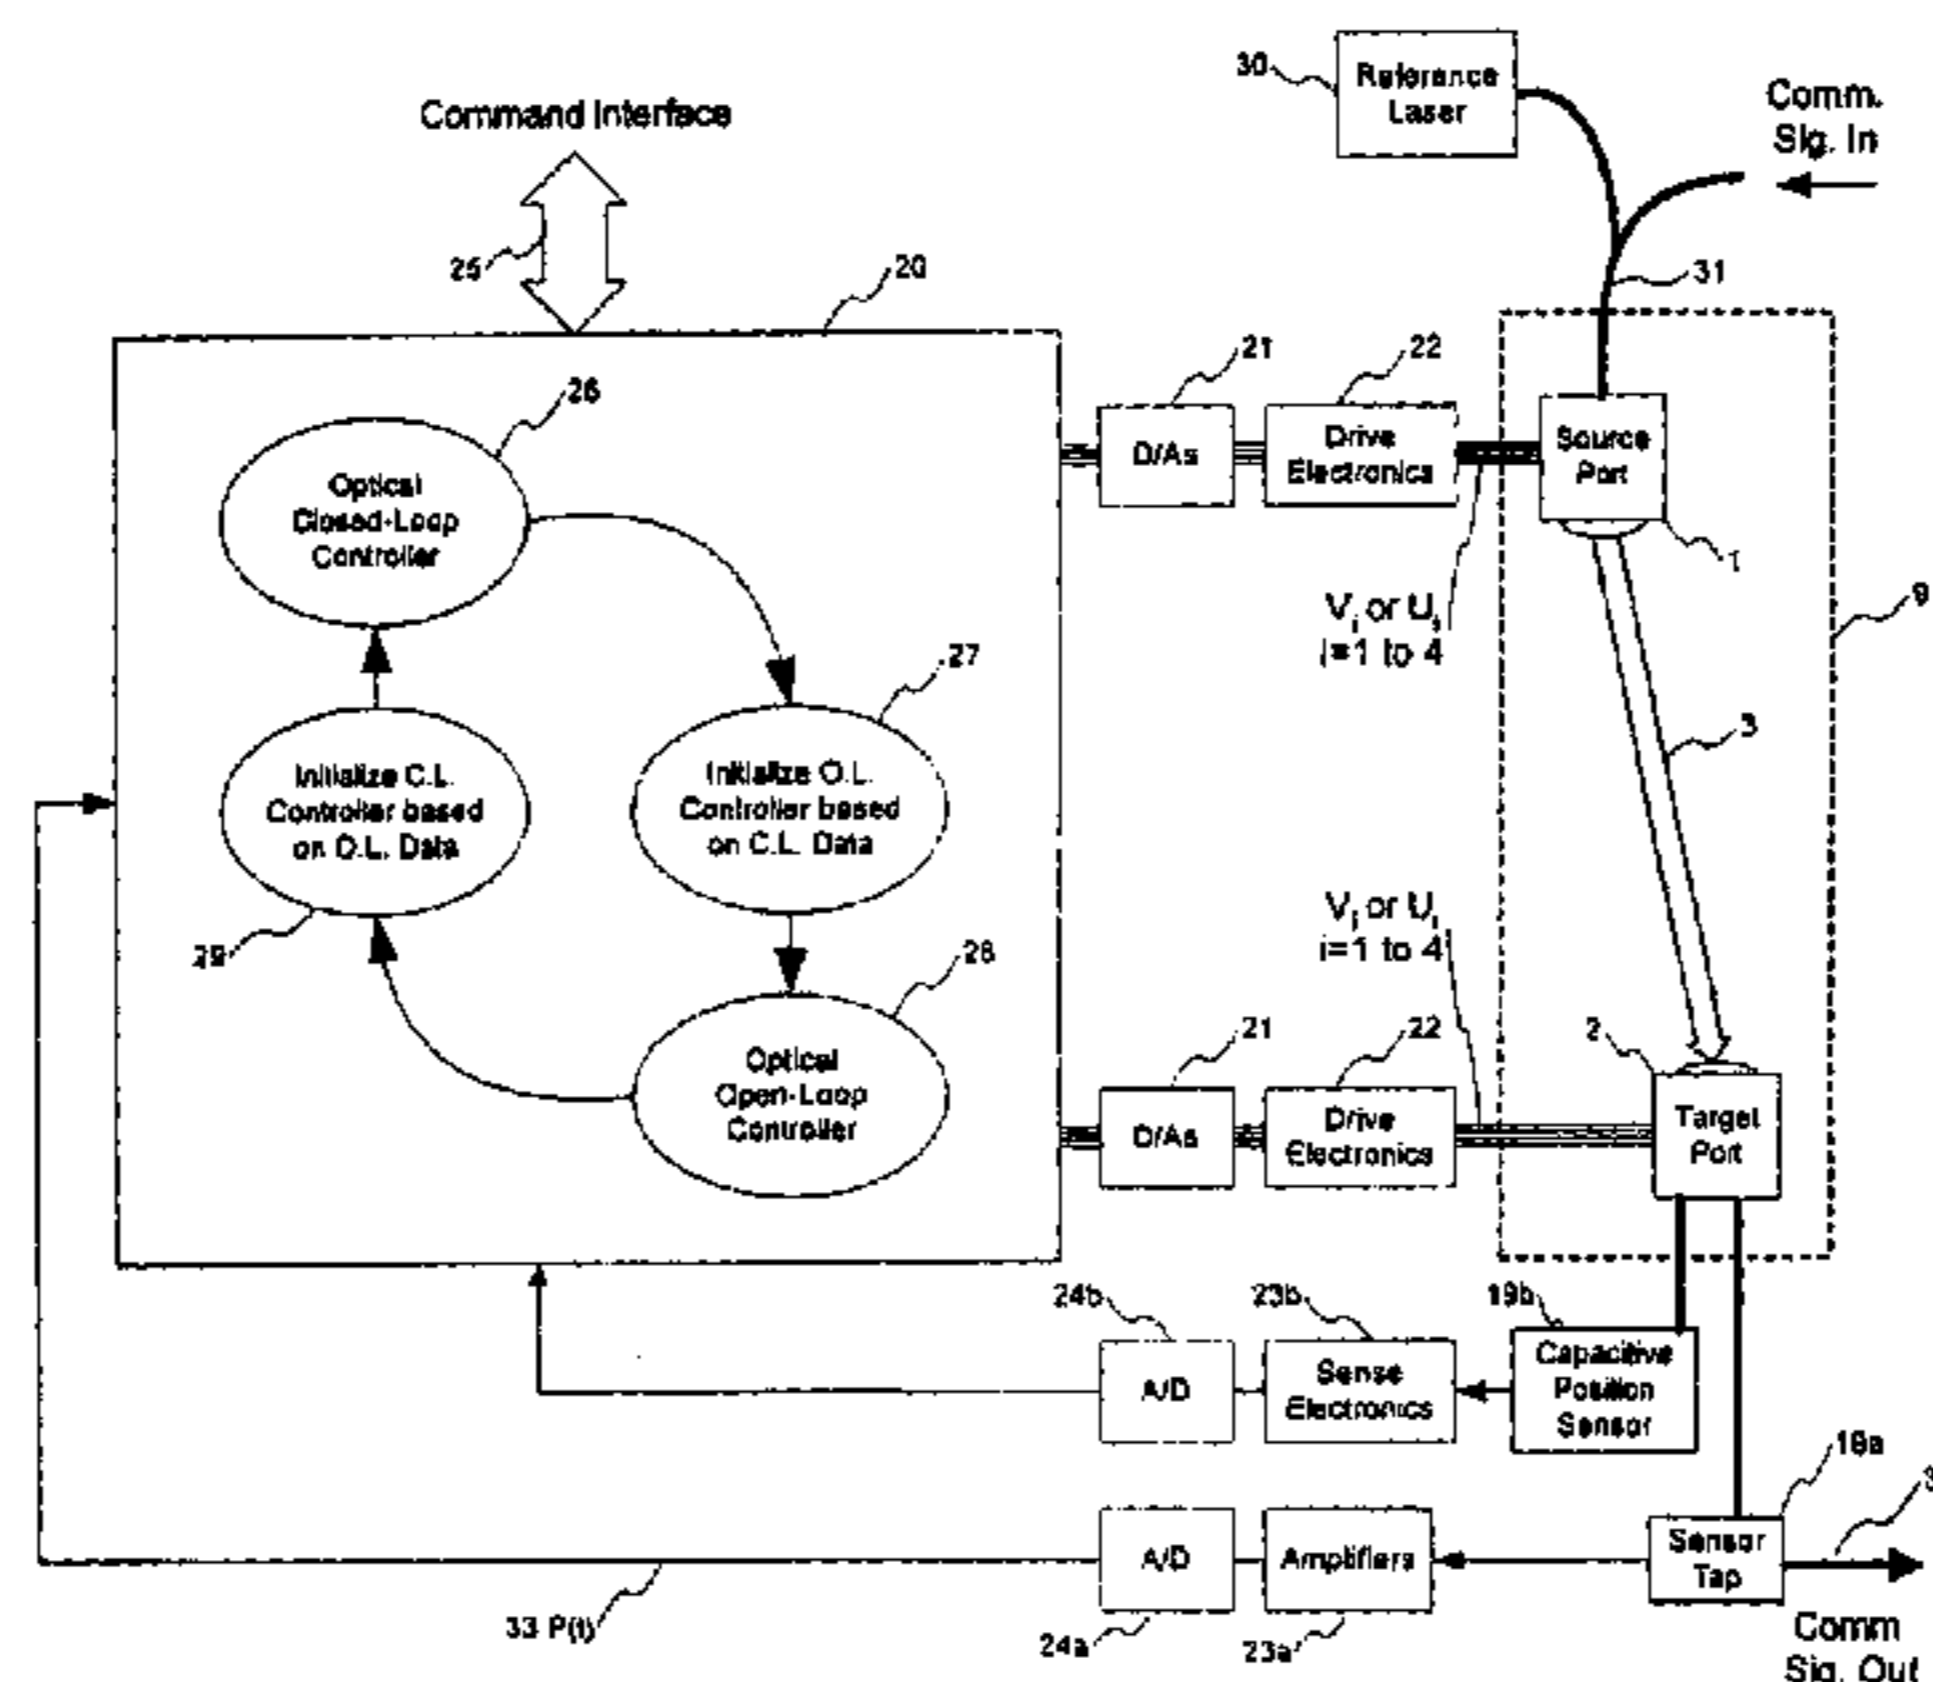 30
Reference
Laser
Comm.
Sig. In
Command Interface
25
31
20
21
22
26
D/As
Drive
Electronics
Source
Port
Optical
Closed-Loop
Controller
1
9
Vi or Ui
i=1 to 4
27
3
Initialize C.L.
Controller based
on O.L. Data
Initialize O.L.
Controller based
on C.L. Data
Vi or Ui
i=1 to 4
29
28
21
22
2
Optical
Open-Loop
Controller
D/As
Drive
Electronics
Target
Port
24b
23b
19b
A/D
Sense
Electronics
Capacitive
Position
Sensor
19a
A/D
Amplifiers
Sensor
Tap
33 P(t)
24a
23a
Comm
Sig. Out